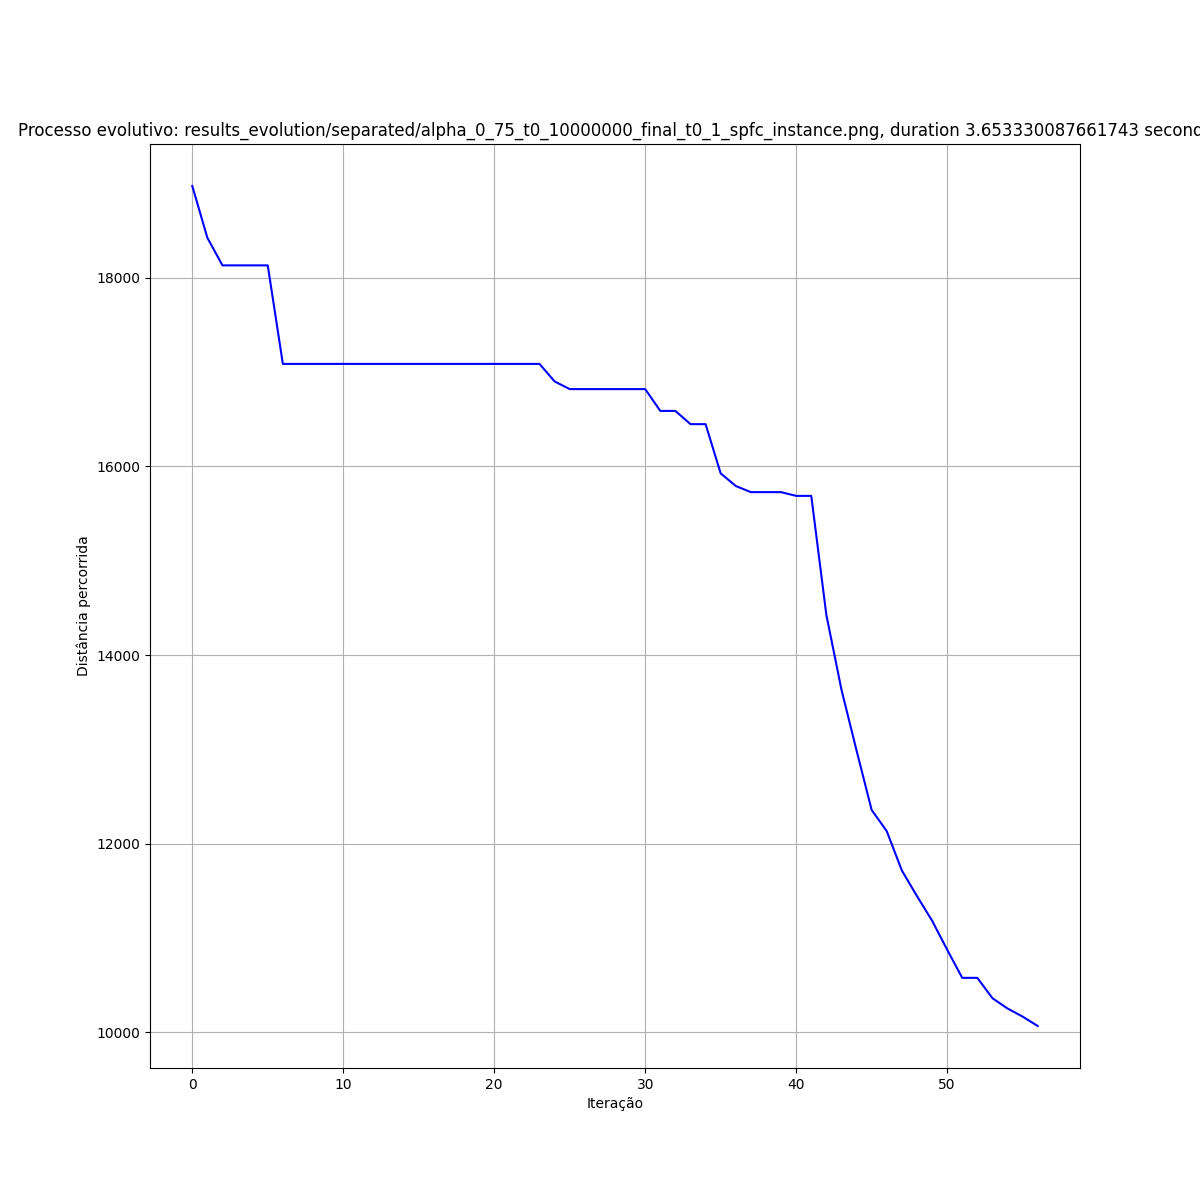 Processo evolutivo: results_evolution/separated/alpha_0_75_t0_10000000_final_t0_1_spfc_instance.png, duration 3.653330087661743 second
18000
16000
14000
12000
10000
Distância percorrida
0 10 20 30 40 50
Iteração